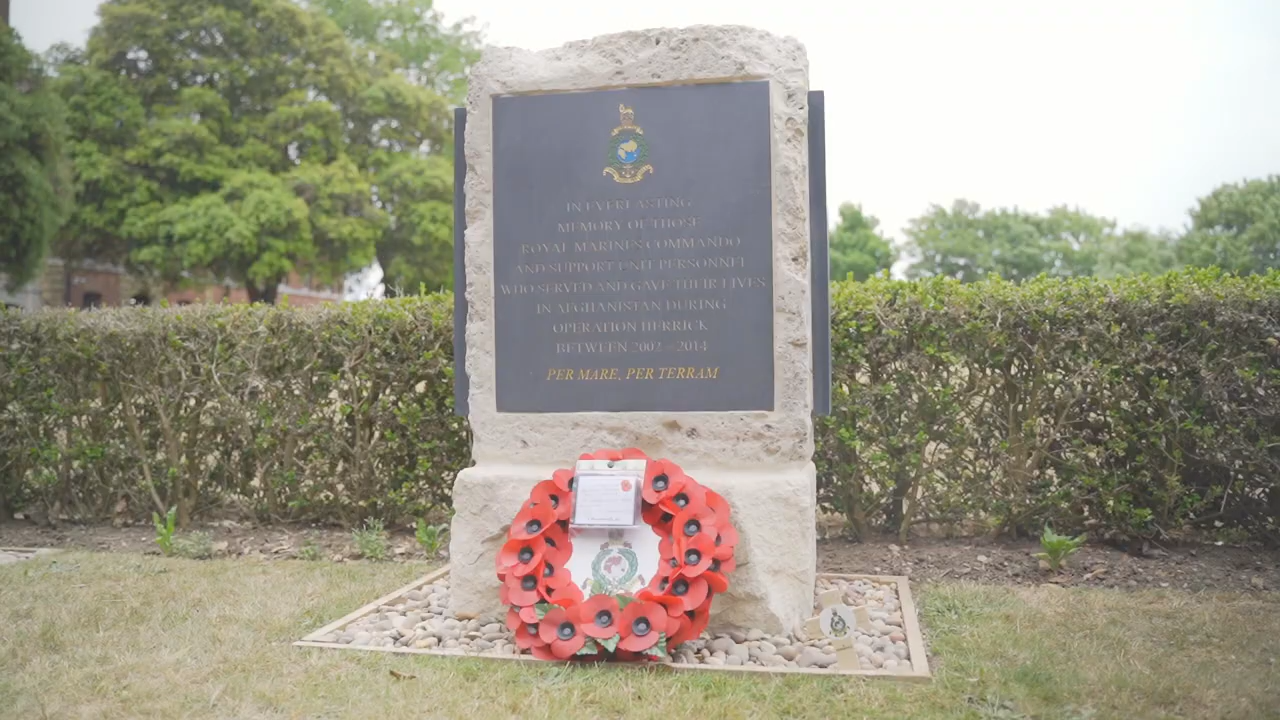 IN EVERLASTING
MEMORY OF THOSE
ROYAL MARINES COMMANDO
AND SUPPORT UNIT PERSONNEL
WHO SERVED AND GAVE THEIR LIVES
IN AFGHANISTAN DURING
OPERATION HERRICK
BETWEEN 2002 - 2014
PER MARE, PER TERRAM